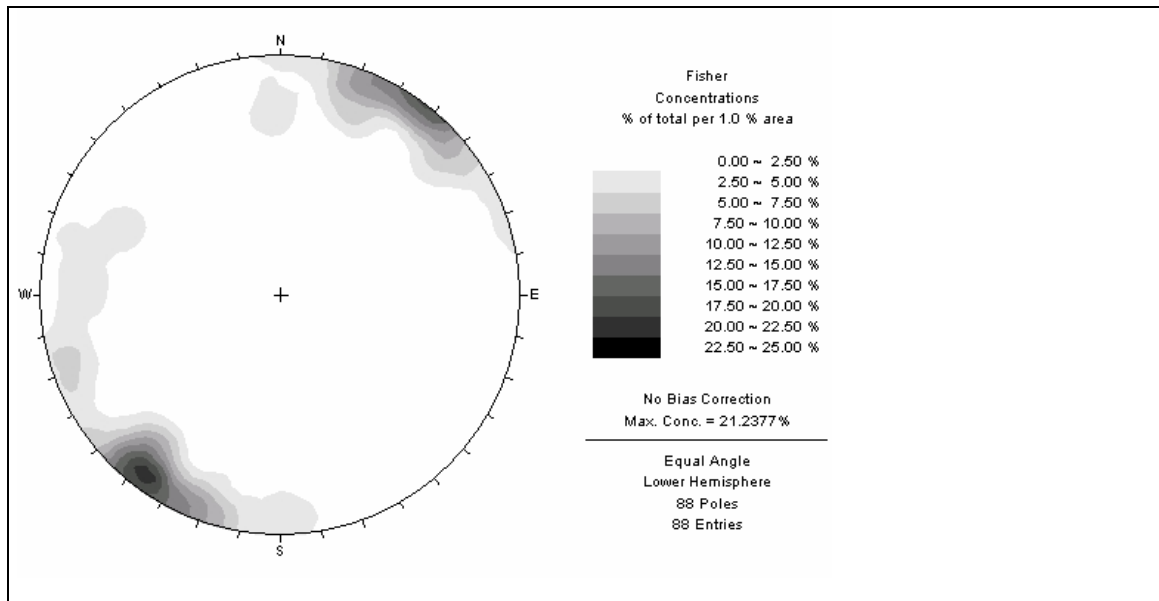 N
W
E
S
Fisher
Concentrations
% of total per 1.0 % area
0.00 ~ 2.50 %
2.50 ~ 5.00 %
5.00 ~ 7.50 %
7.50 ~ 10.00 %
10.00 ~ 12.50 %
12.50 ~ 15.00 %
15.00 ~ 17.50 %
17.50 ~ 20.00 %
20.00 ~ 22.50 %
22.50 ~ 25.00 %
No Bias Correction
Max. Conc. = 21.2377%
Equal Angle
Lower Hemisphere
88 Poles
88 Entries